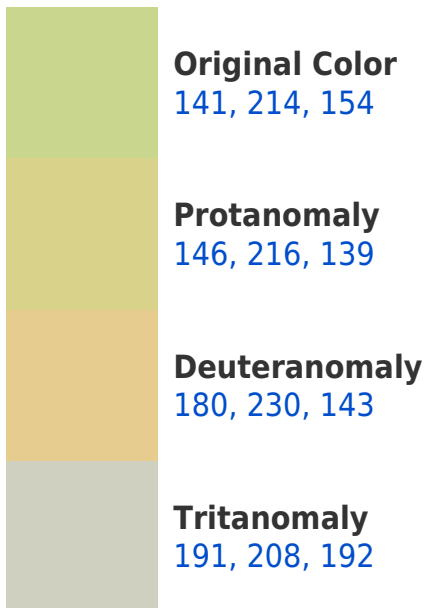 Original Color
141, 214, 154
Protanomaly
146, 216, 139
Deuteranomaly
180, 230, 143
Tritanomaly
191, 208, 192